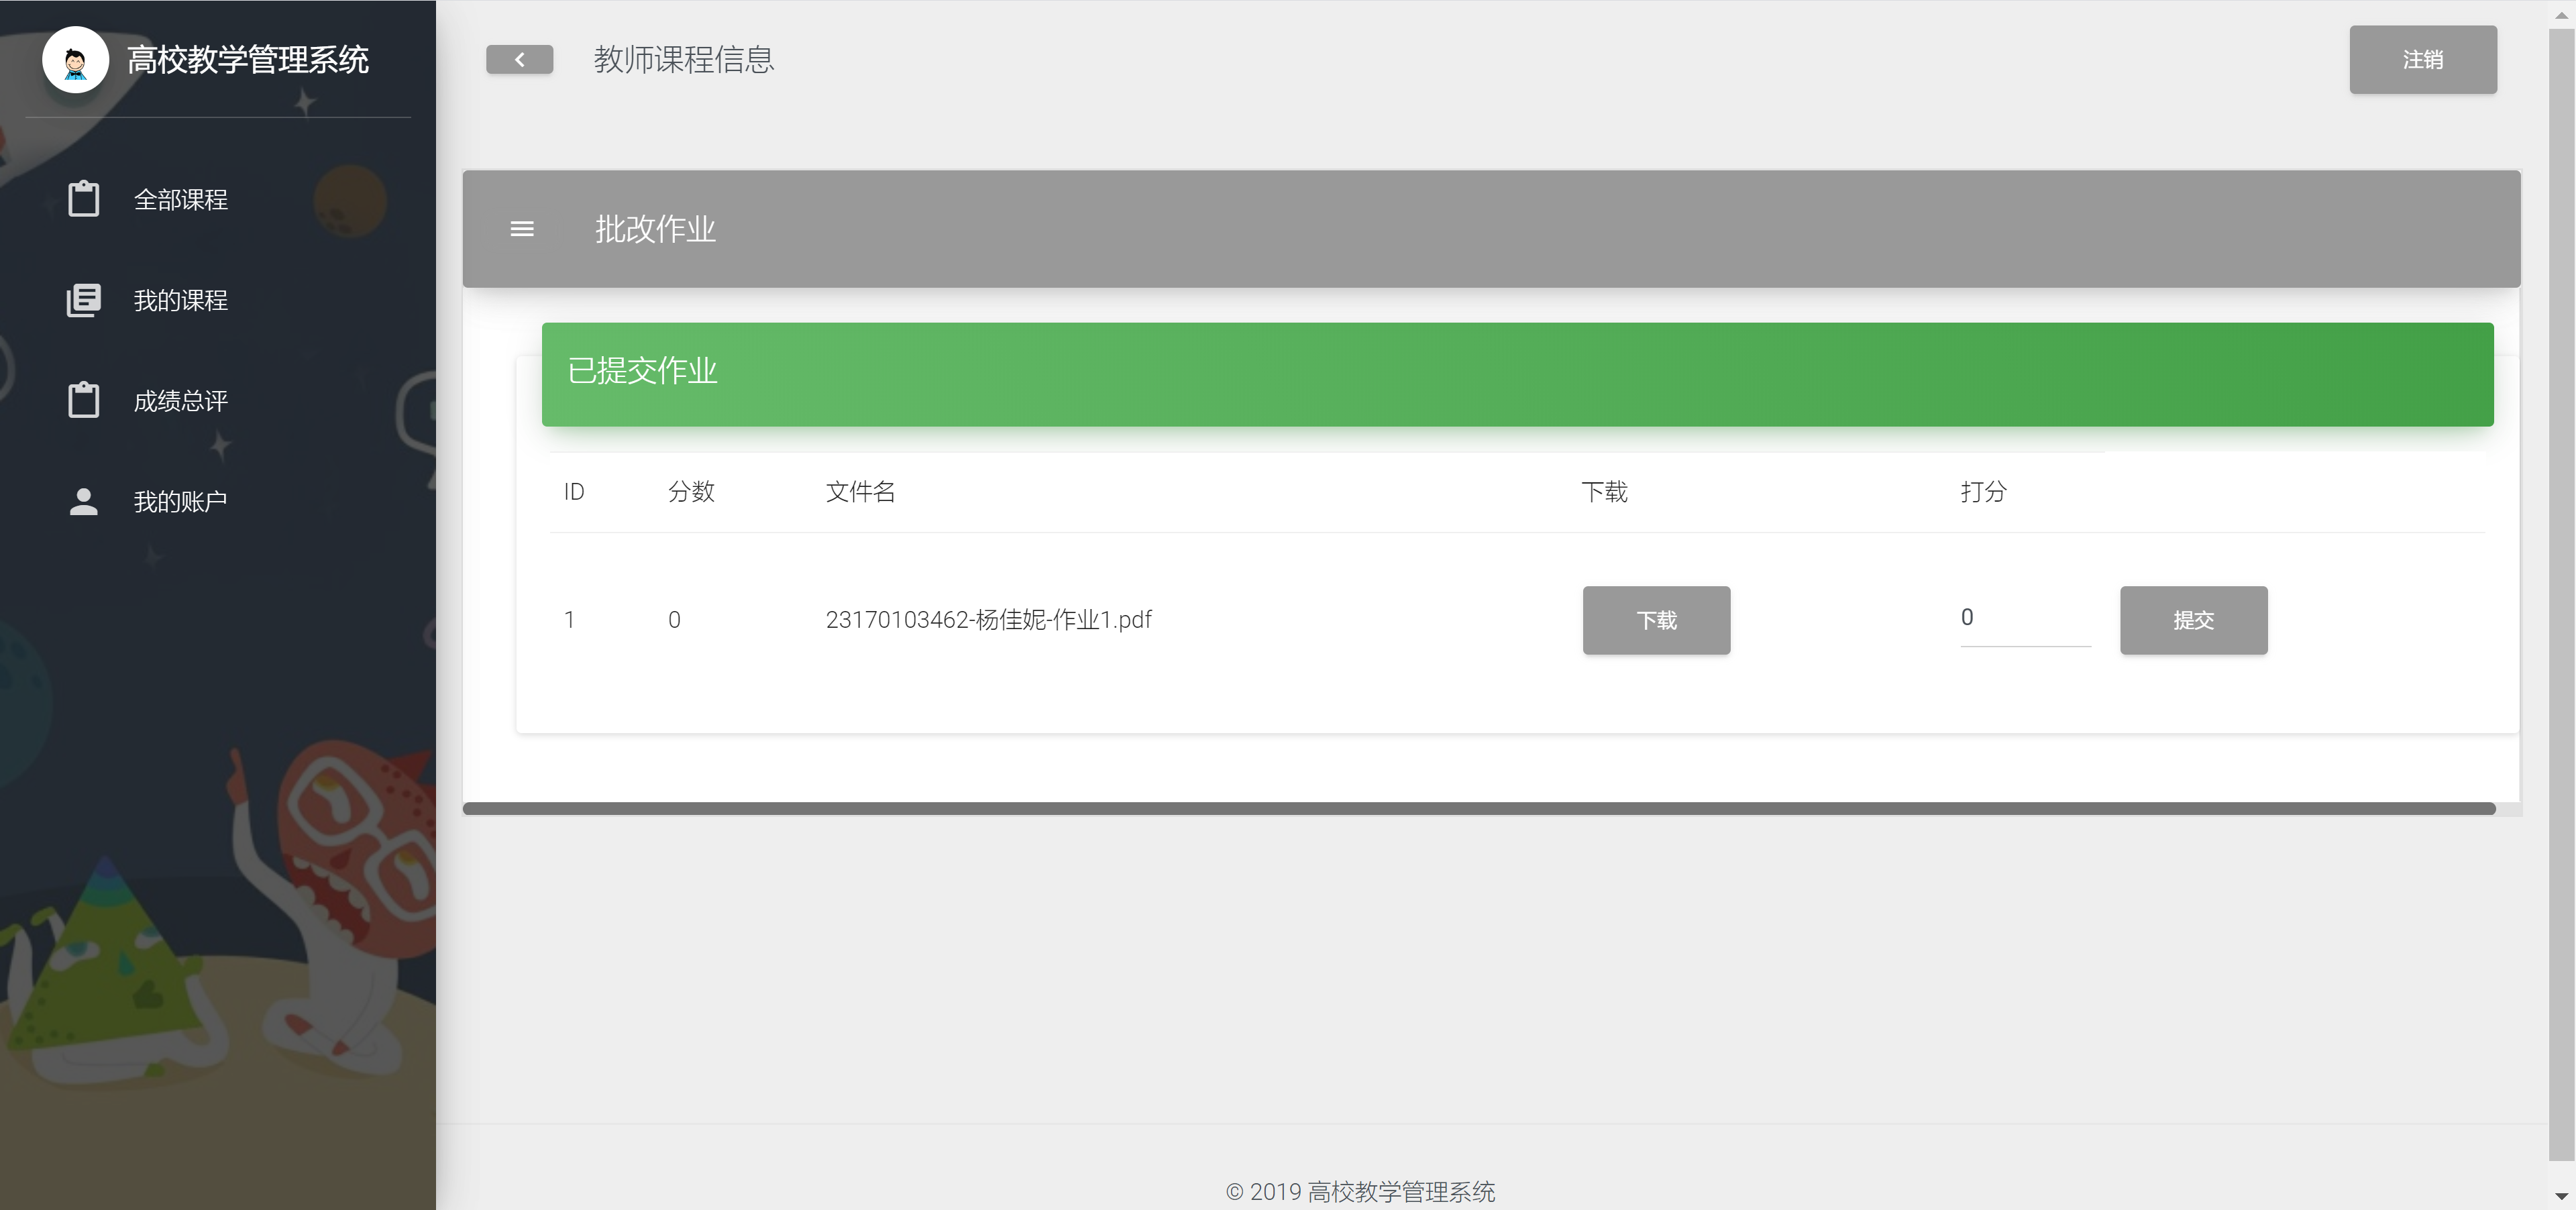 高校教学管理系统
全部课程
我的课程
成绩总评
我的账户
教师课程信息
注销
批改作业
已提交作业
ID 分数 文件名 下载 打分
1 0 23170103462-杨佳妮-作业1.pdf 下载 0 提交
© 2019 高校教学管理系统